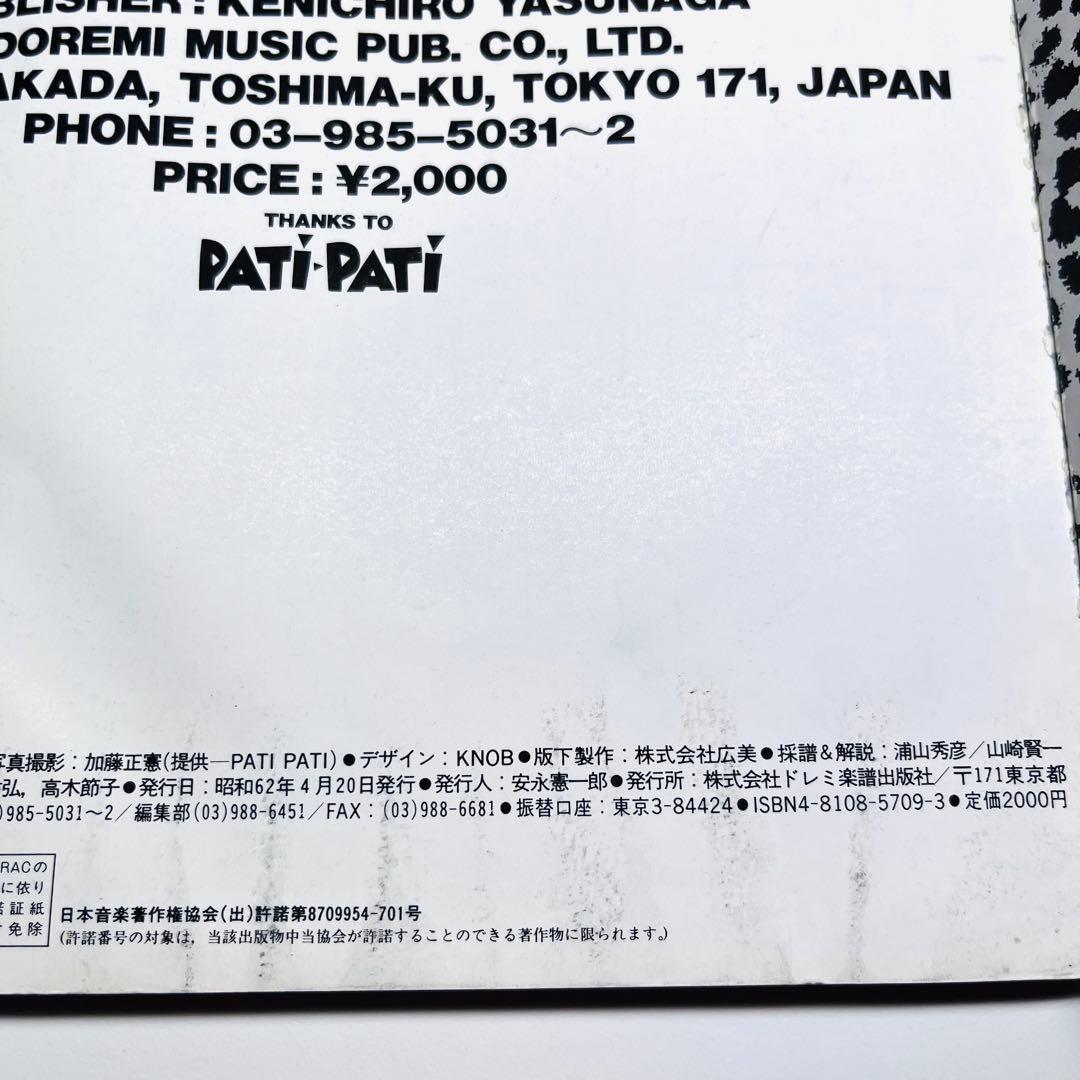 BLISHER : KENICHIRO YASUNAGA
DOREMI MUSIC PUB. CO., LTD.
AKADA, TOSHIMA-KU, TOKYO 171, JAPAN
PHONE : 03–985–5031〜2
PRICE : ¥2,000
THANKS TO
PATi▸PATi
写真撮影：加藤正憲(提供―PATI PATI)●デザイン：KNOB●版下製作：株式会社広美●採譜&解説：浦山秀彦/山崎賢一
弘，高木節子●発行日：昭和62年4月20日発行●発行人：安永憲一郎●発行所：株式会社ドレミ楽譜出版社/〒171東京都
)985-5031〜2/編集部(03)988-6451/FAX：(03)988-6681●振替口座：東京3-84424●ISBN4-8108-5709-3●定価2000円
RACの
に依り
証紙
免除
日本音楽著作権協会(出)許諾第8709954-701号
(許諾番号の対象は，当該出版物中当協会が許諾することのできる著作物に限られます。)